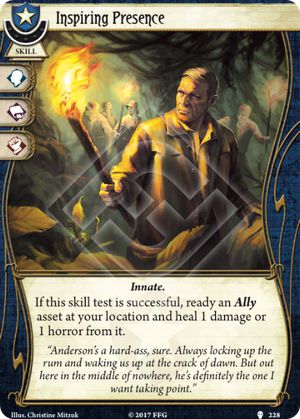 Inspiring Presence
SKILL
Innate.
If this skill test is successful, ready an Ally
asset at your location and heal 1 damage or
1 horror from it.
"Anderson's a hard-ass, sure. Always locking up the
rum and waking us up at the crack of dawn. But out
here in the middle of nowhere, he's definitely the one I
want taking point."
Illus. Christine Mitzuk © 2017 FFG 228